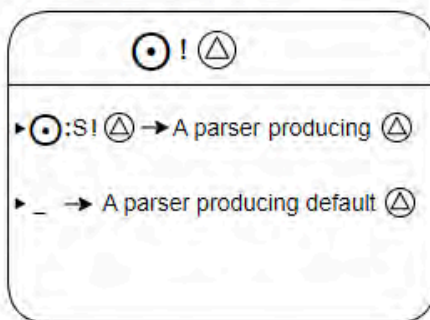 ⨀ ! ◬
⨀:S! ◬ → A parser producing ◬
_ → A parser producing default ◬